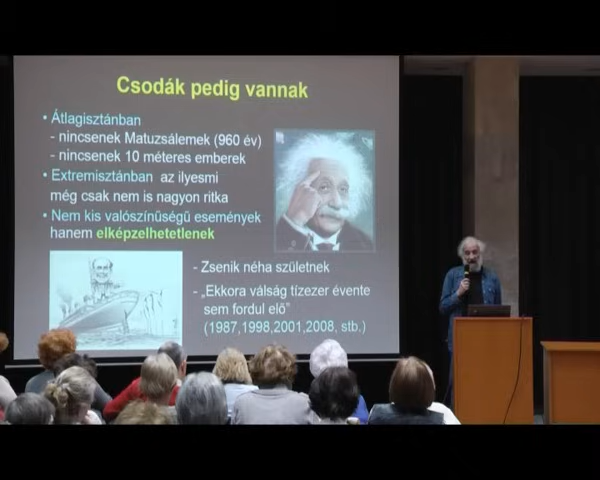 Csodák pedig vannak
• Átlagisztánban
- nincsenek Matuzsálemek (960 év)
- nincsenek 10 méteres emberek
• Extremisztánban az ilyesmi
még csak nem is nagyon ritka
• Nem kis valószínűségű események
hanem elképzelhetetlenek
- Zsenik néha születnek
- „Ekkora válság tízezer évente
sem fordul elő”
(1987,1998,2001,2008, stb.)